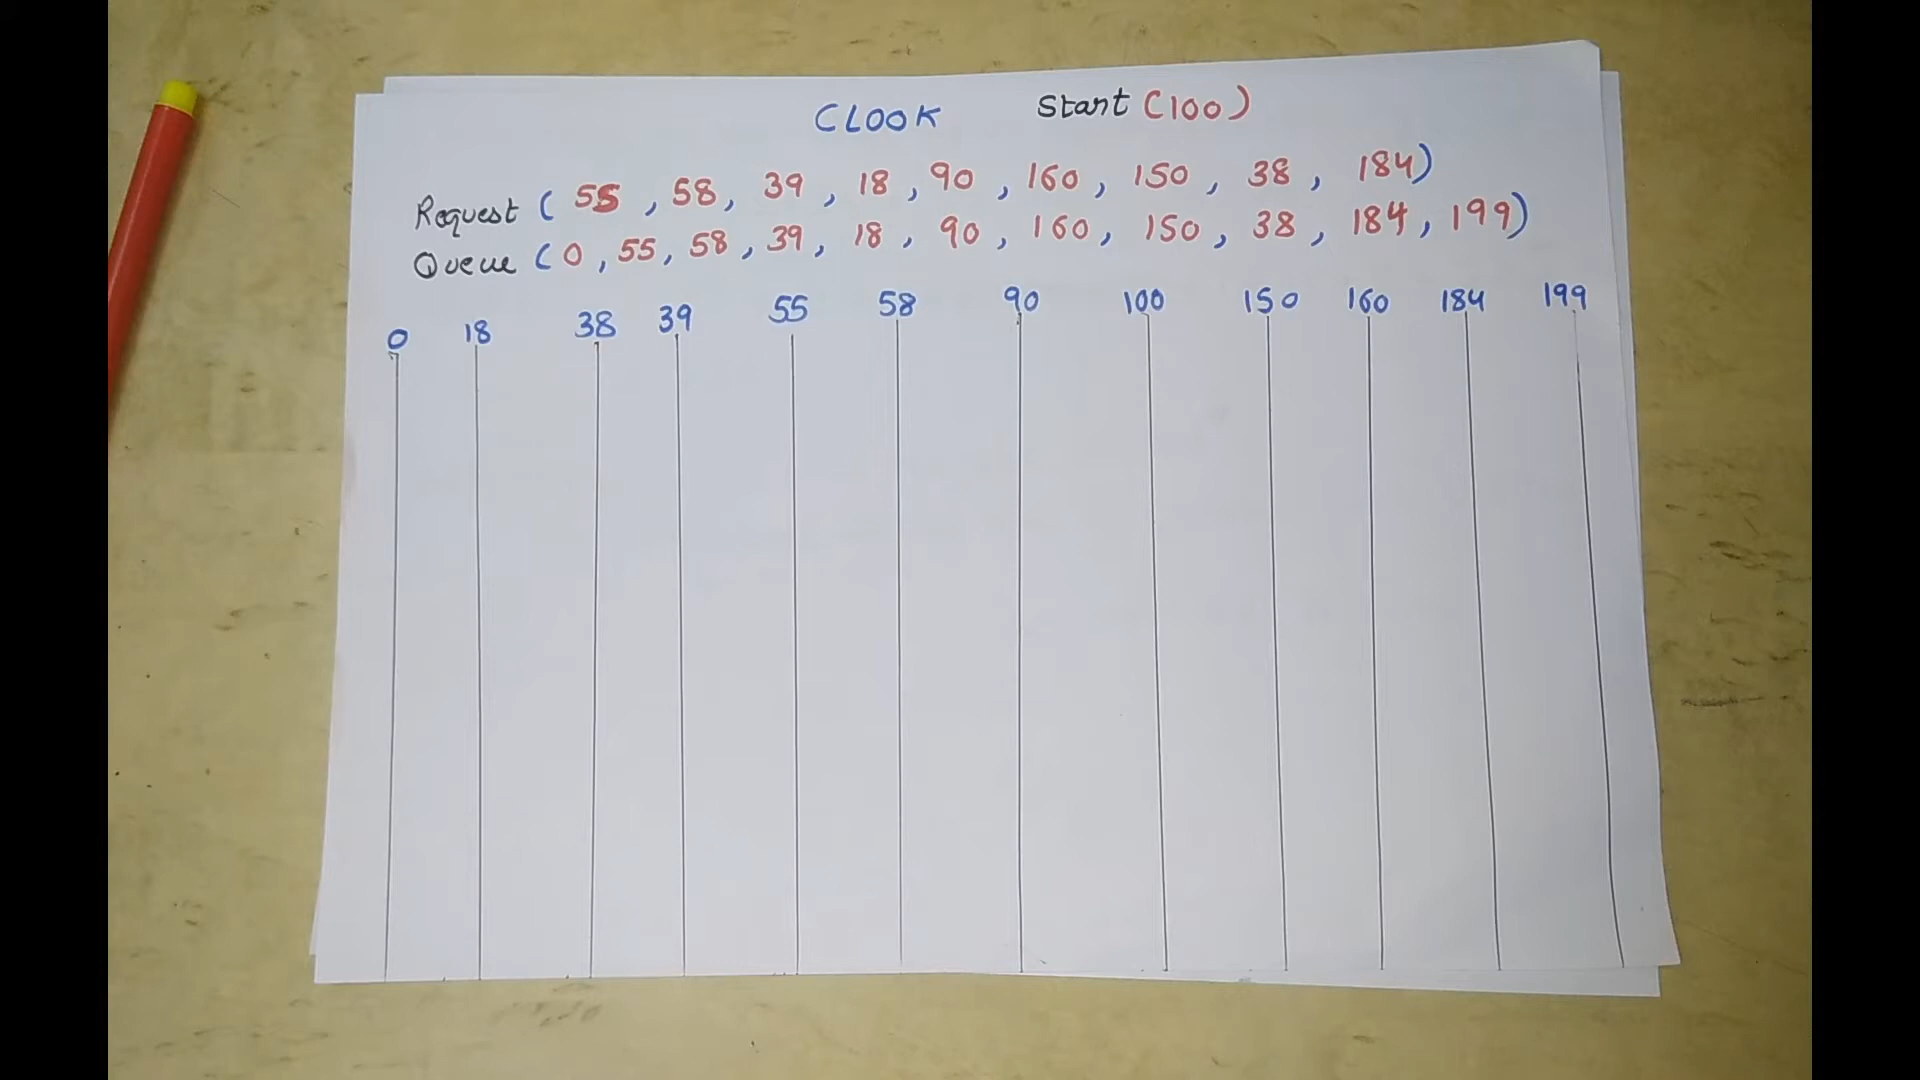 CLOOK Start (100)
Request ( 55 , 58 , 39 , 18 , 90 , 160 , 150 , 38 , 184)
Queue ( 0 , 55 , 58 , 39 , 18 , 90 , 160 , 150 , 38 , 184 , 199)
0 18 38 39 55 58 90 100 150 160 184 199